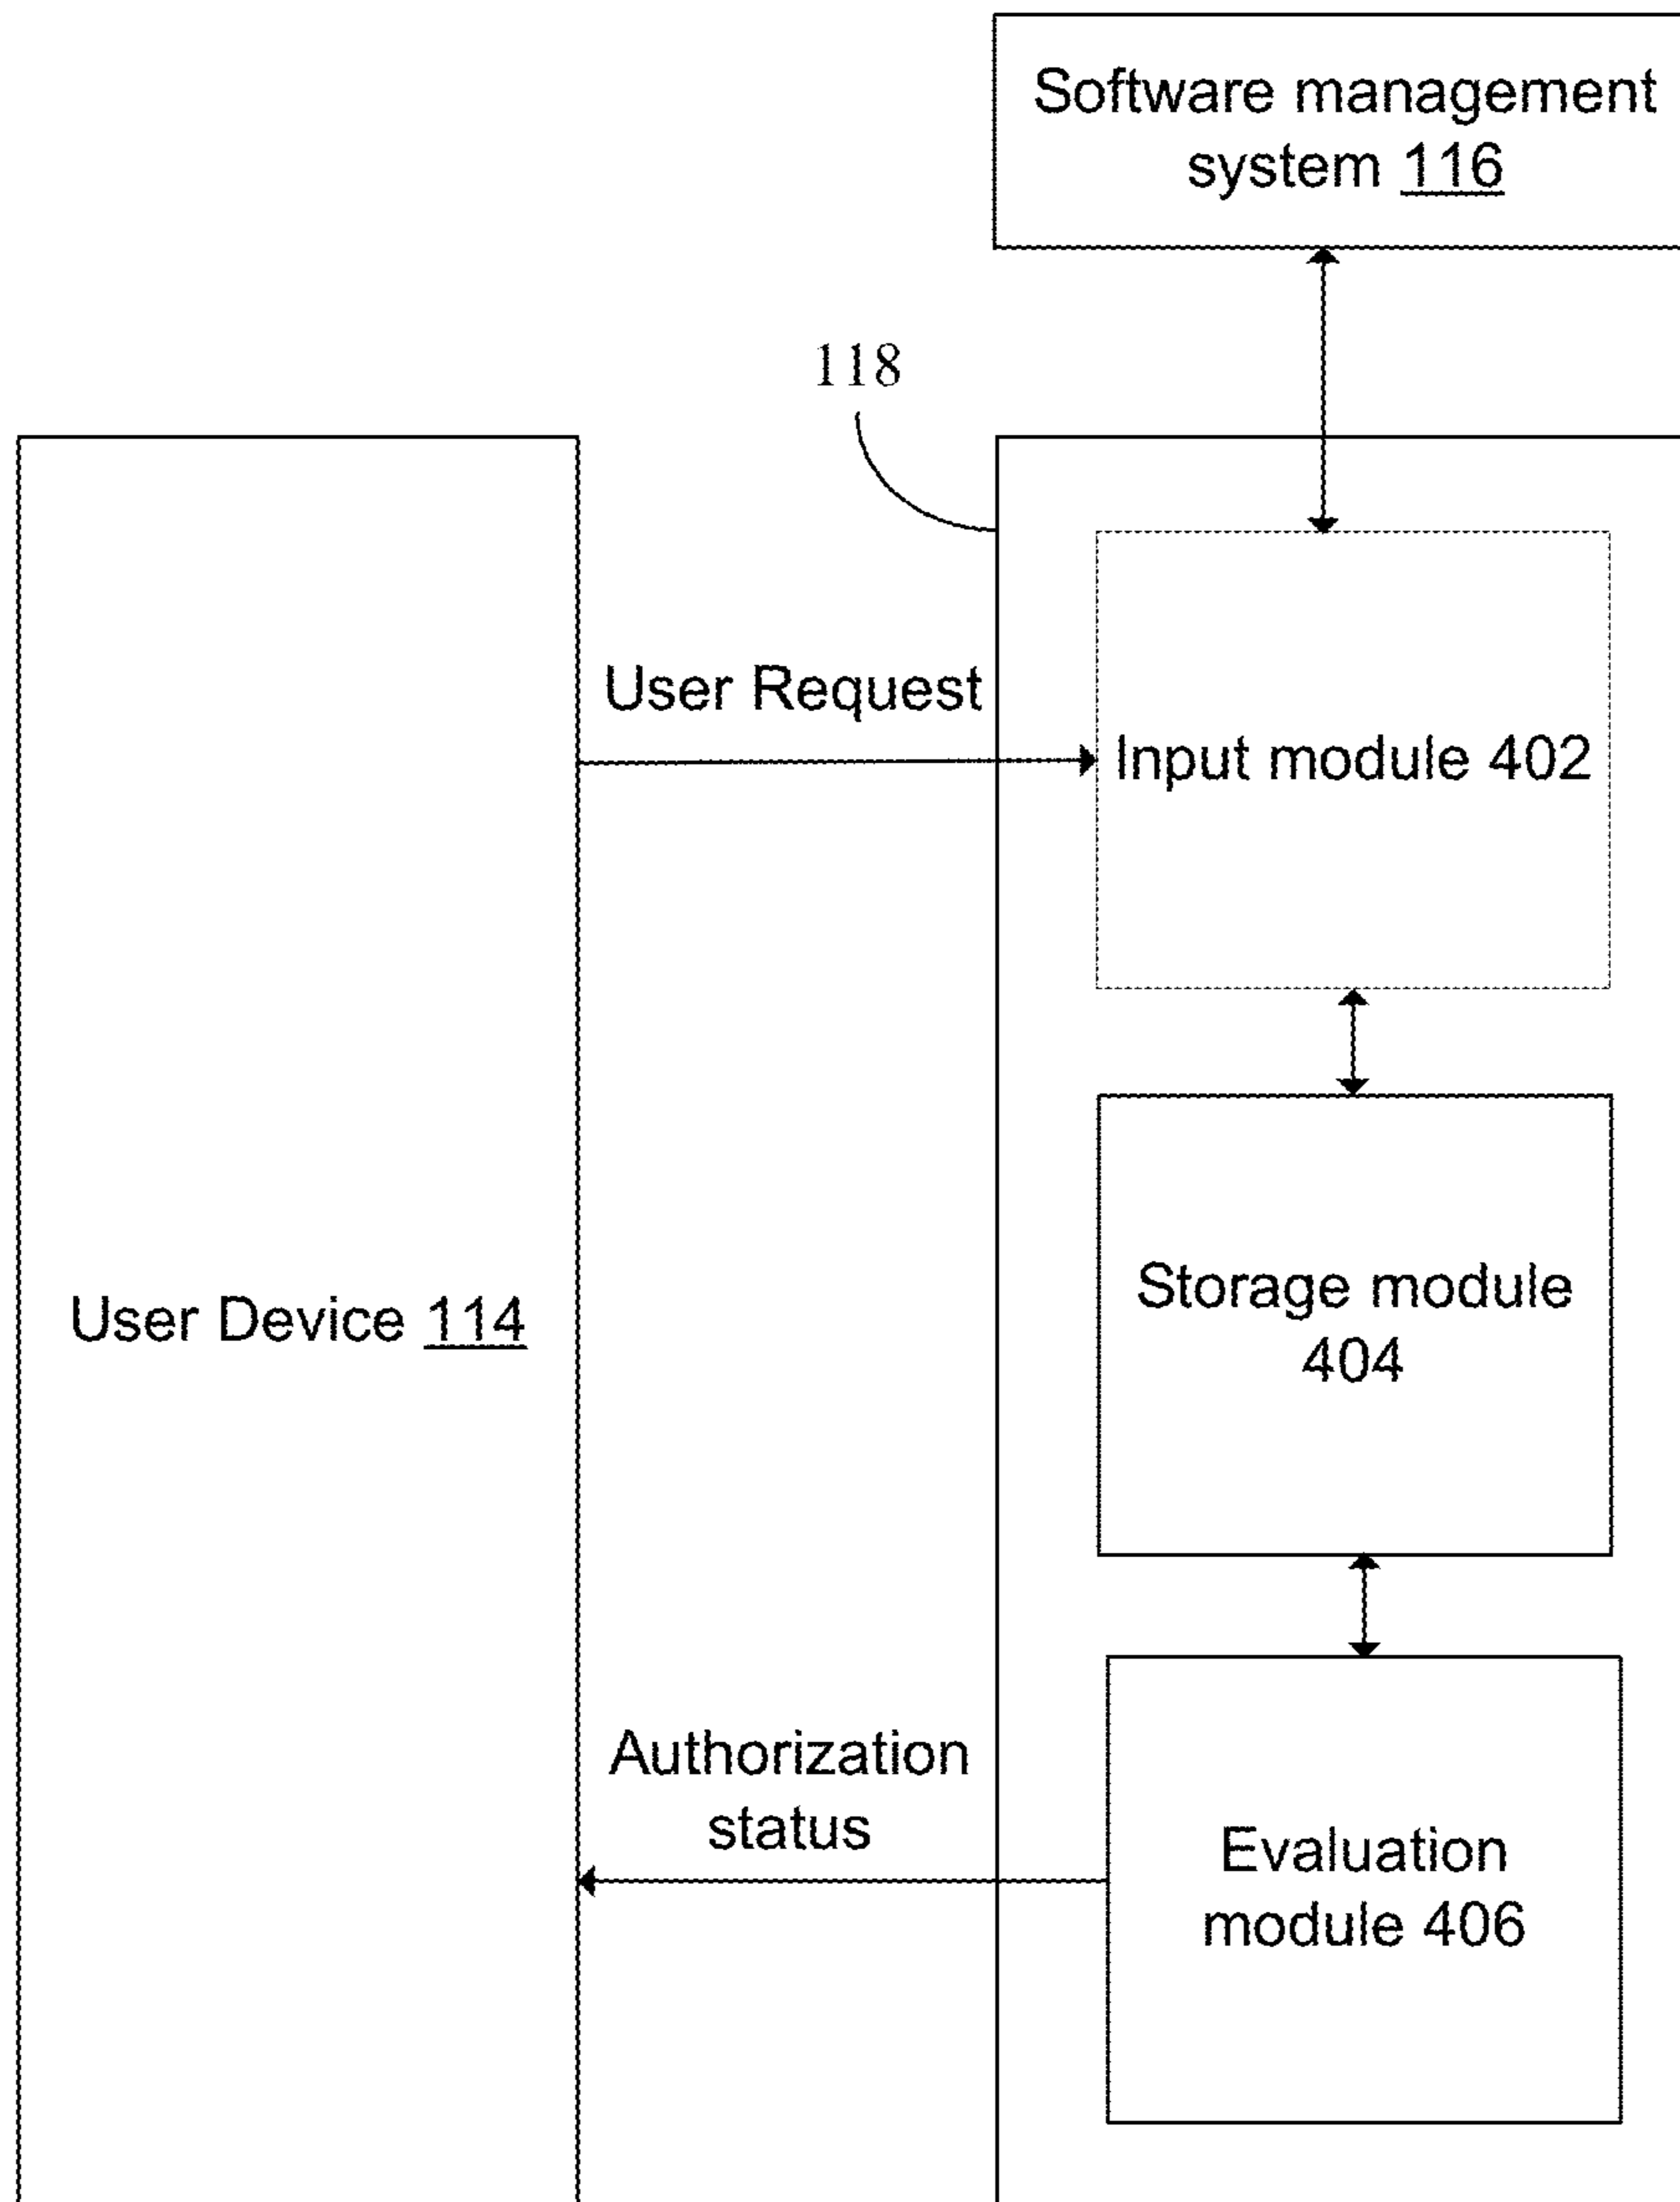 Software management
system 116
118
User Request
Input module 402
Storage module
404
User Device 114
Authorization
status
Evaluation
module 406